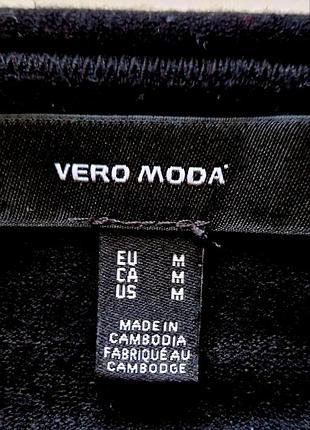 VERO MODA
EU M
CA M
US M
MADE IN
CAMBODIA
FABRIQUÉ AU
CAMBODGE